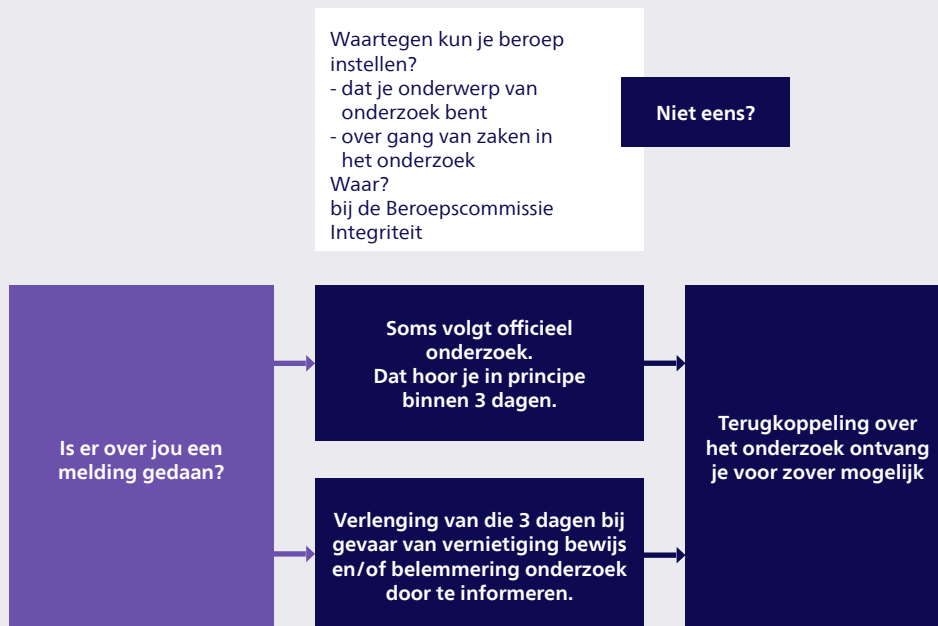 Waartegen kun je beroep
instellen?
- dat je onderwerp van
onderzoek bent
- over gang van zaken in
het onderzoek
Waar?
bij de Beroepscommissie
Integriteit
Niet eens?
Is er over jou een
melding gedaan?
Soms volgt officieel
onderzoek.
Dat hoor je in principe
binnen 3 dagen.
Verlenging van die 3 dagen bij
gevaar van vernietiging bewijs
en/of belemmering onderzoek
door te informeren.
Terugkoppeling over
het onderzoek ontvang
je voor zover mogelijk